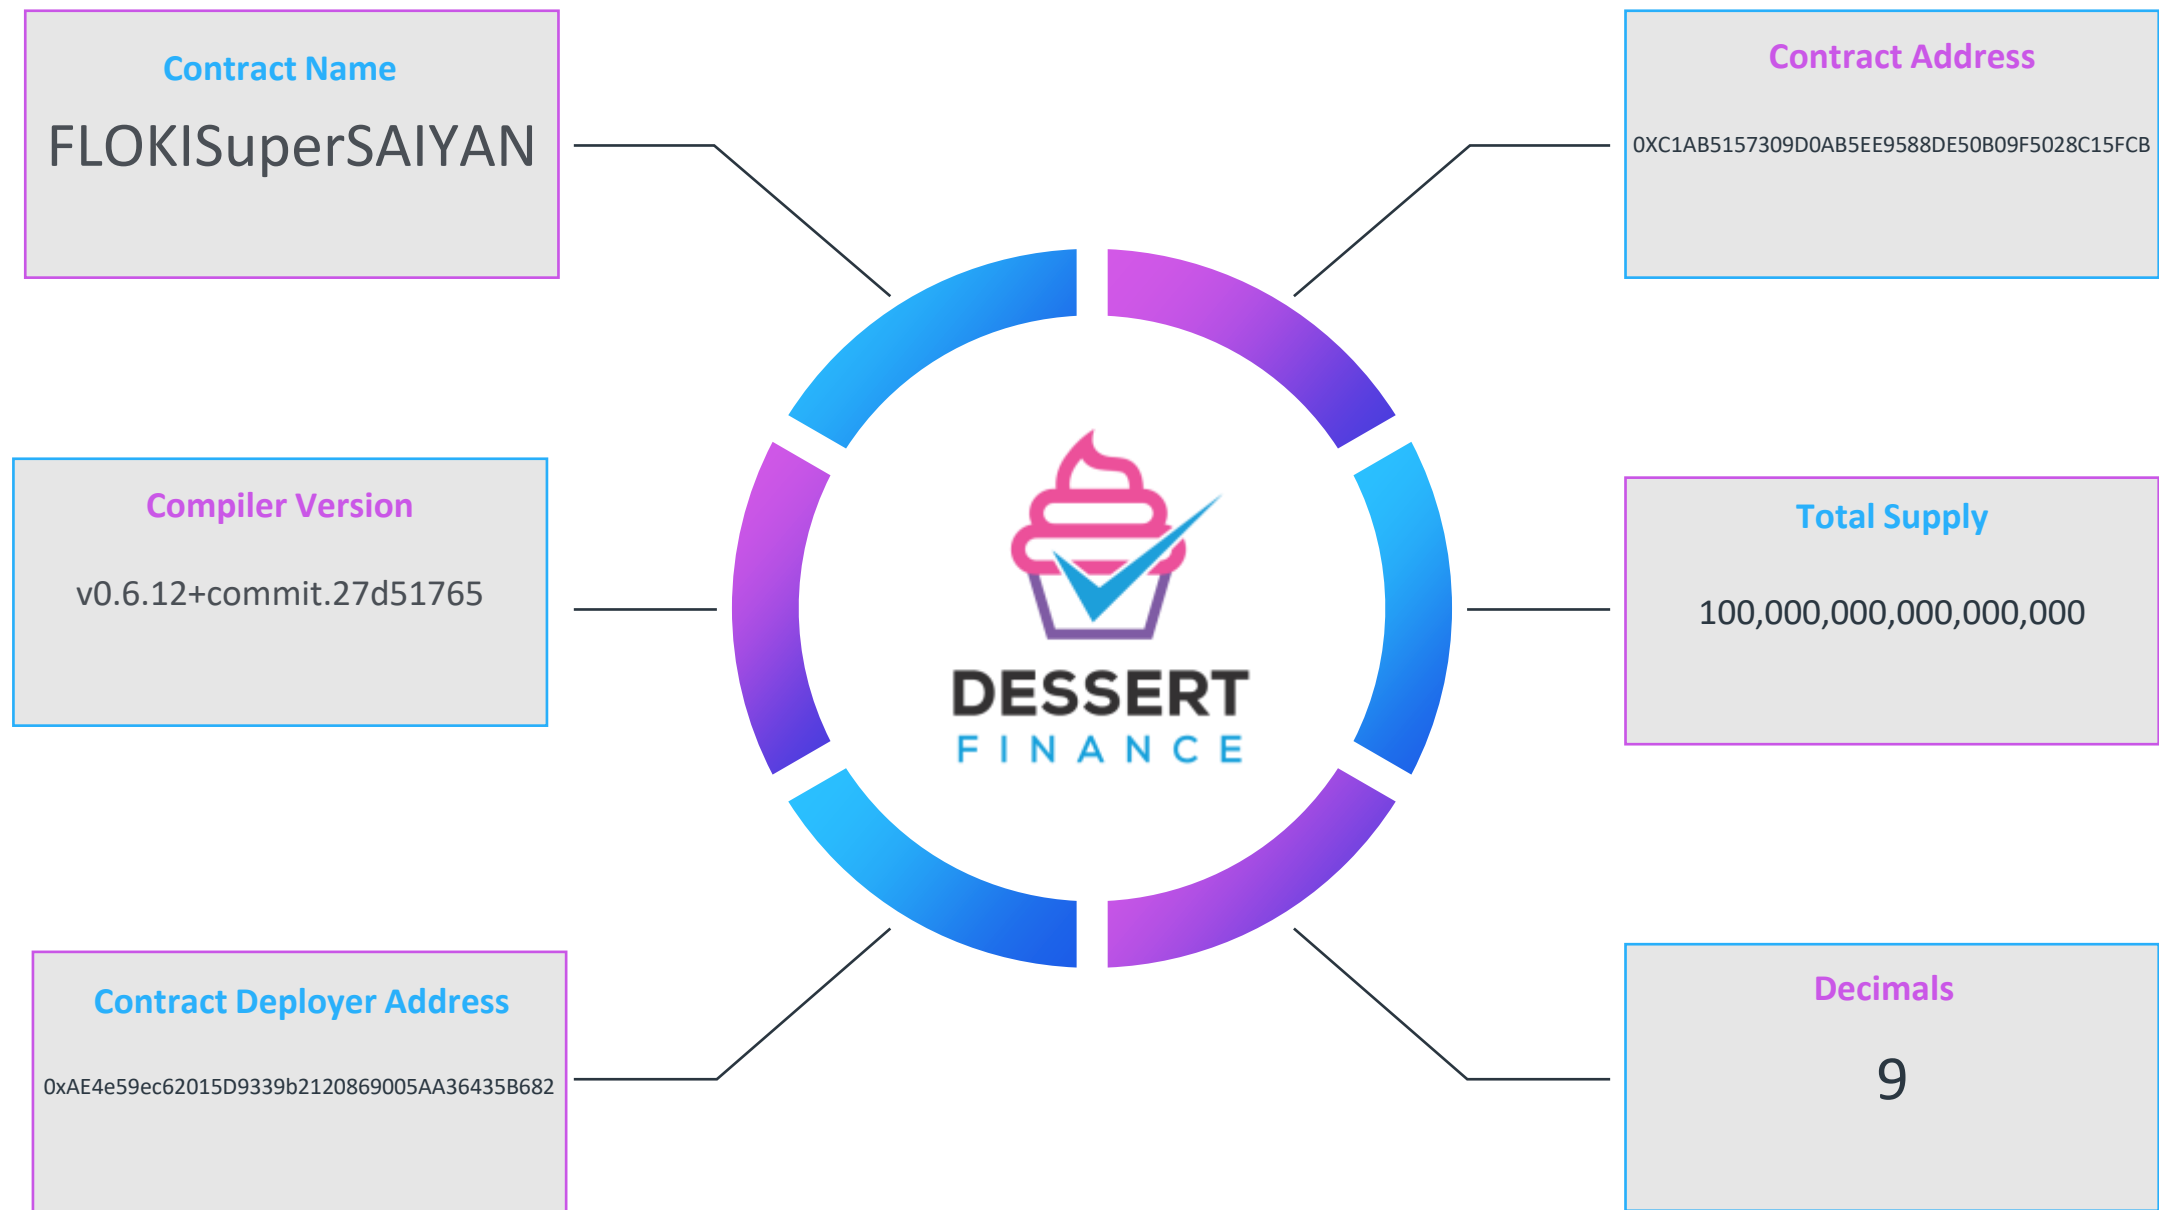 Contract Name
FLOKISuperSAIYAN
Contract Address
0XC1AB5157309D0AB5EE9588DE50B09F5028C15FCB
Compiler Version
v0.6.12+commit.27d51765
Total Supply
100,000,000,000,000,000
DESSERT
FINANCE
Contract Deployer Address
0xAE4e59ec62015D9339b2120869005AA36435B682
Decimals
9